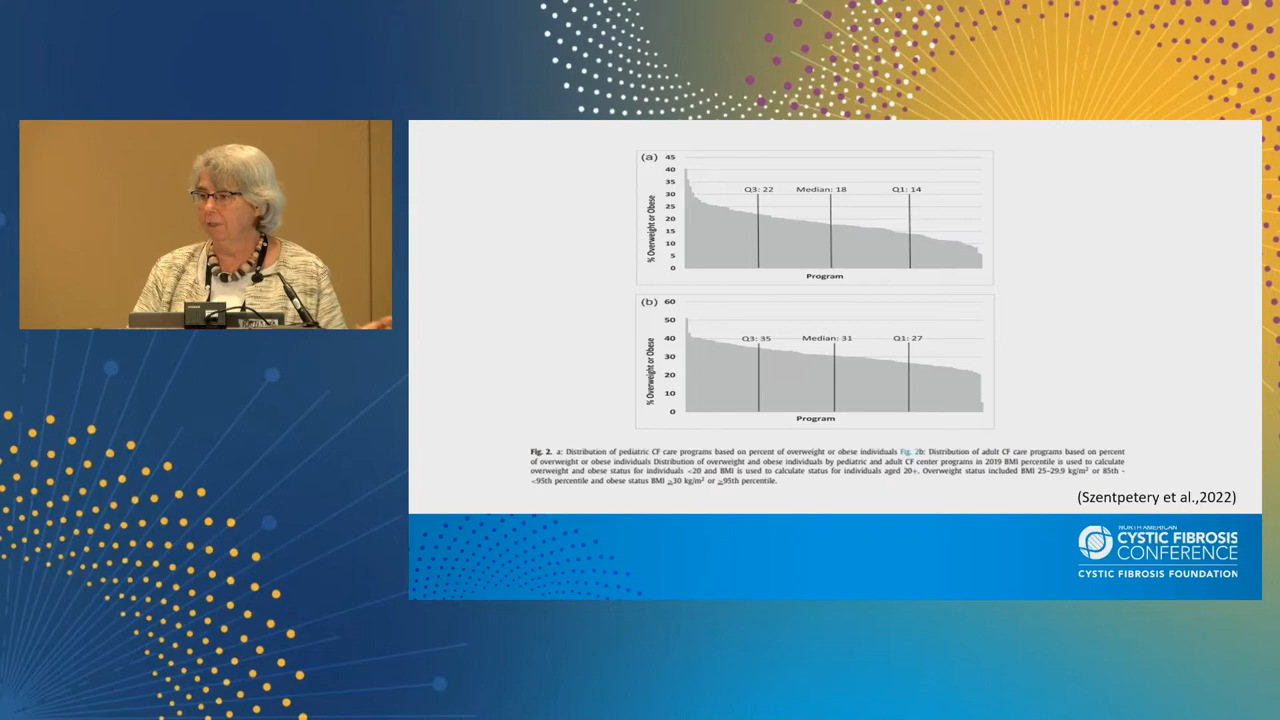 (a)
45
40
35
30
25
20
15
10
5
0
% Overweight or Obese
Q3: 22
Median: 18
Q1: 14
Program
(b)
60
50
40
30
20
10
0
% Overweight or Obese
Q3: 35
Median: 31
Q1: 27
Program
Fig. 2. a: Distribution of pediatric CF care programs based on percent of overweight or obese individuals Fig. 2b: Distribution of adult CF care programs based on percent
of overweight or obese individuals Distribution of overweight and obese individuals by pediatric and adult CF center programs in 2019 BMI percentile is used to calculate
overweight and obese status for individuals <20 and BMI is used to calculate status for individuals aged 20+. Overweight status included BMI 25–29.9 kg/m² or 85th -
<95th percentile and obese status BMI ≥30 kg/m² or ≥95th percentile.
(Szentpetery et al.,2022)
NORTH AMERICAN
CYSTIC FIBROSIS
CONFERENCE
CYSTIC FIBROSIS FOUNDATION